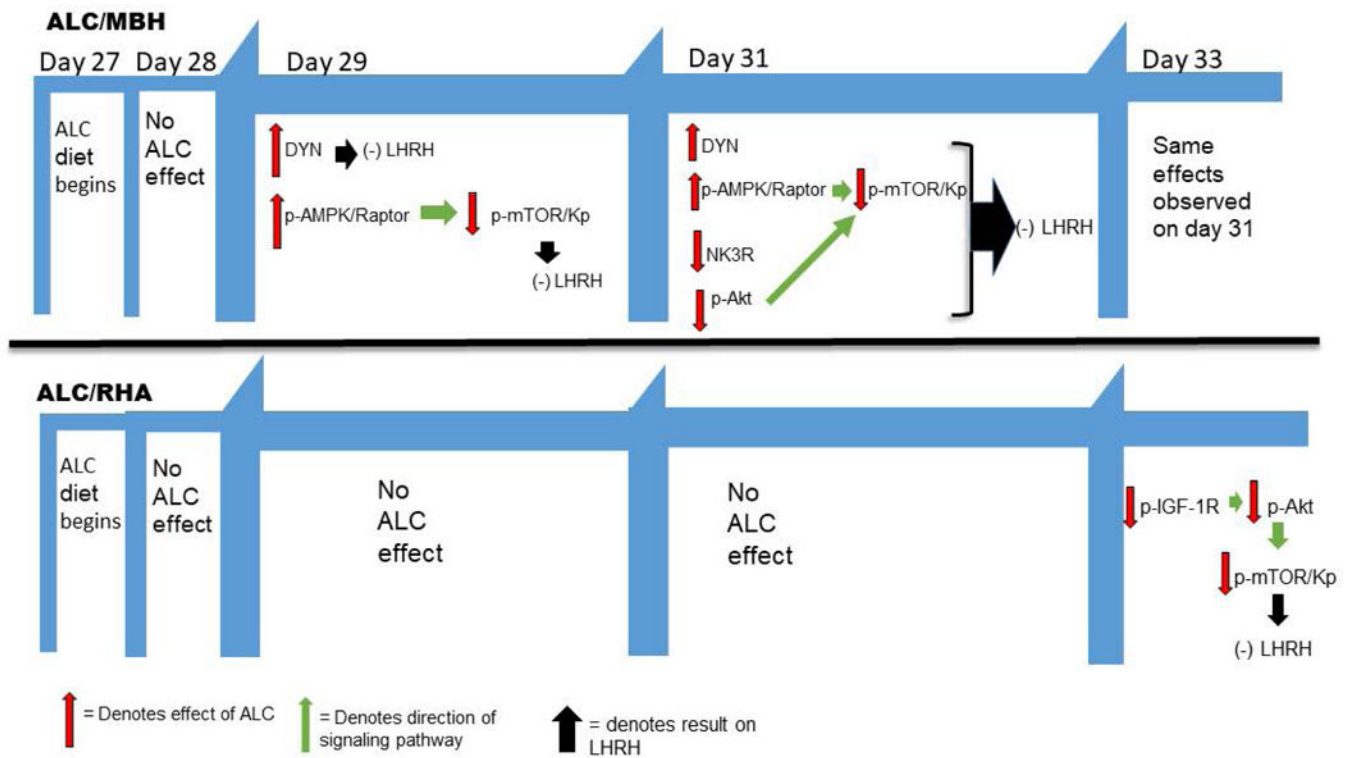 ALC/MBH
Day 27
Day 28
Day 29
Day 31
Day 33
ALC
diet
begins
No
ALC
effect
DYN
(-) LHRH
p-AMPK/Raptor
p-mTOR/Kp
(-) LHRH
DYN
p-AMPK/Raptor
p-mTOR/Kp
NK3R
p-Akt
(-) LHRH
Same
effects
observed
on day 31
ALC/RHA
ALC
diet
begins
No
ALC
effect
No
ALC
effect
No
ALC
effect
p-IGF-1R
p-Akt
p-mTOR/Kp
(-) LHRH
= Denotes effect of ALC
= Denotes direction of
signaling pathway
= denotes result on
LHRH